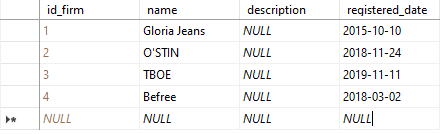 id_firm name description registered_date
1 Gloria Jeans NULL 2015-10-10
2 O'STIN NULL 2018-11-24
3 TBOE NULL 2019-11-11
4 Befree NULL 2018-03-02
NULL NULL NULL NULL